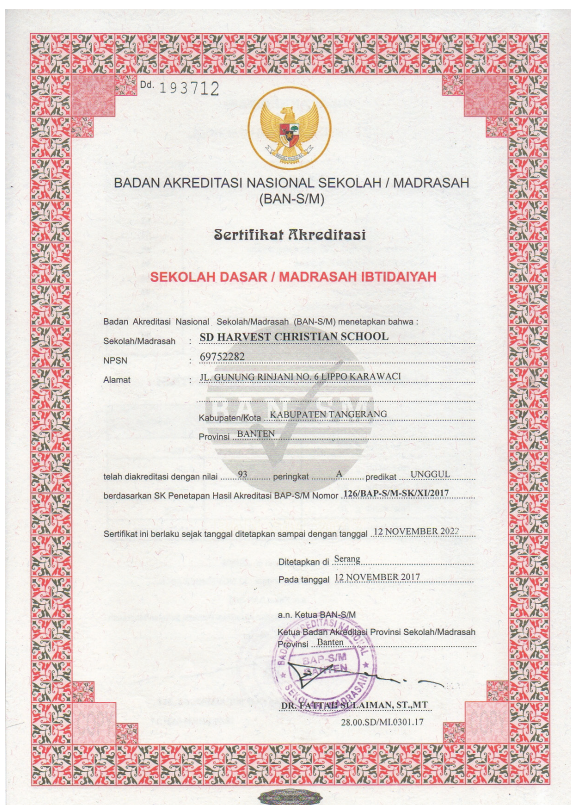 Dd. 193712
BADAN AKREDITASI NASIONAL SEKOLAH / MADRASAH
(BAN-S/M)
Sertifikat Akreditasi
SEKOLAH DASAR / MADRASAH IBTIDAIYAH
Badan Akreditasi Nasional Sekolah/Madrasah (BAN-S/M) menetapkan bahwa :
Sekolah/Madrasah : SD HARVEST CHRISTIAN SCHOOL
NPSN : 69752282
Alamat : JL. GUNUNG RINJANI NO. 6 LIPPO KARAWACI
BAN-S/M
Kabupaten/Kota KABUPATEN TANGERANG
Provinsi BANTEN
telah diakreditasi dengan nilai 93 peringkat A predikat UNGGUL
berdasarkan SK Penetapan Hasil Akreditasi BAP-S/M Nomor 126/BAP-S/M-SK/XI/2017
Sertifikat ini berlaku sejak tanggal ditetapkan sampai dengan tanggal 12 NOVEMBER 2022
Ditetapkan di Serang
Pada tanggal 12 NOVEMBER 2017
a.n. Ketua BAN-S/M
Ketua Badan Akreditasi Provinsi Sekolah/Madrasah
Provinsi Banten
BAP-S/M
BANTEN
DR. FATTAH SULAIMAN, ST.,MT
28.00.SD/MI.0301.17